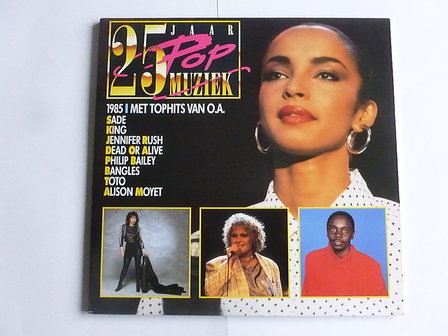 25 JAAR
POP
MUZIEK
1985 | MET TOPHITS VAN O.A.
SADE
KING
JENNIFER RUSH
DEAD OR ALIVE
PHILIP BAILEY
BANGLES
TOTO
ALISON MOYET